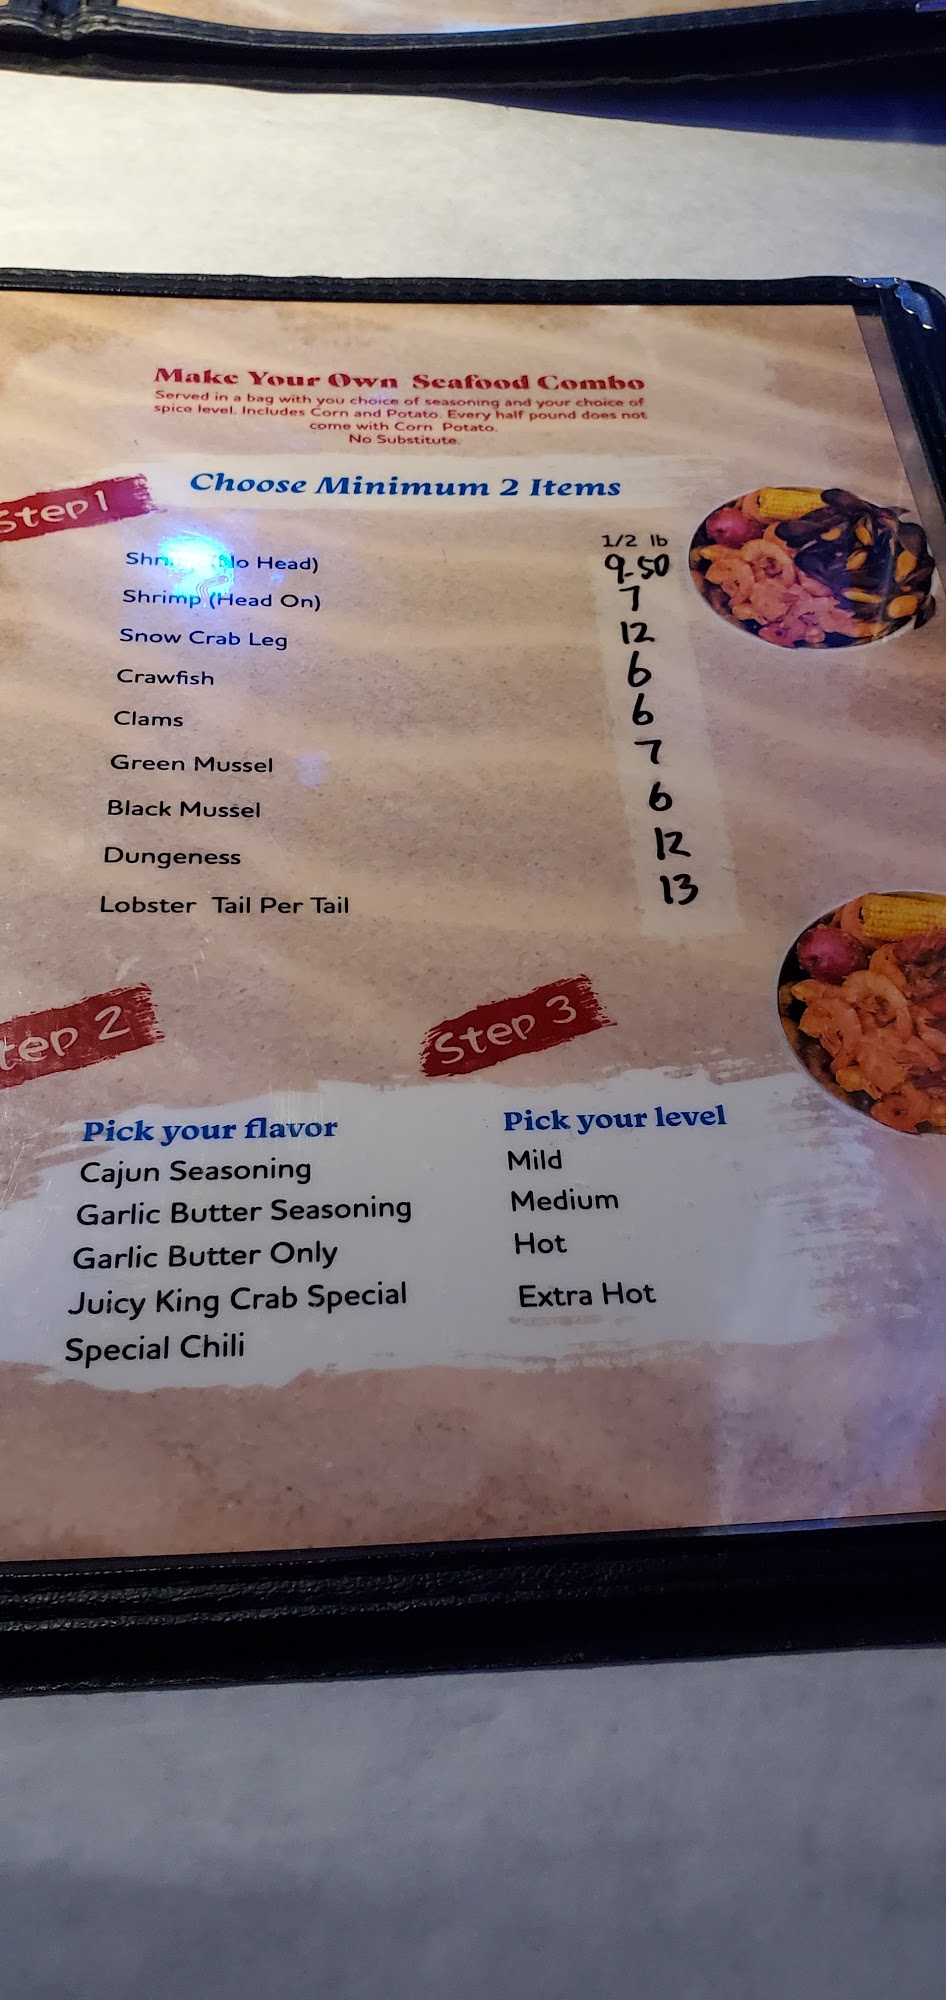 Make Your Own Seafood Combo
Served in a bag with you choice of seasoning and your choice of
spice level. Includes Corn and Potato. Every half pound does not
come with Corn Potato.
No Substitute.
Step 1
Choose Minimum 2 Items
1/2 lb
(No Head) 9.50
Shrimp (Head On) 7
Snow Crab Leg 12
Crawfish 6
Clams 6
Green Mussel 7
Black Mussel 6
Dungeness 12
Lobster Tail Per Tail 13
tep 2
Step 3
Pick your flavor
Cajun Seasoning
Garlic Butter Seasoning
Garlic Butter Only
Juicy King Crab Special
Special Chili
Pick your level
Mild
Medium
Hot
Extra Hot